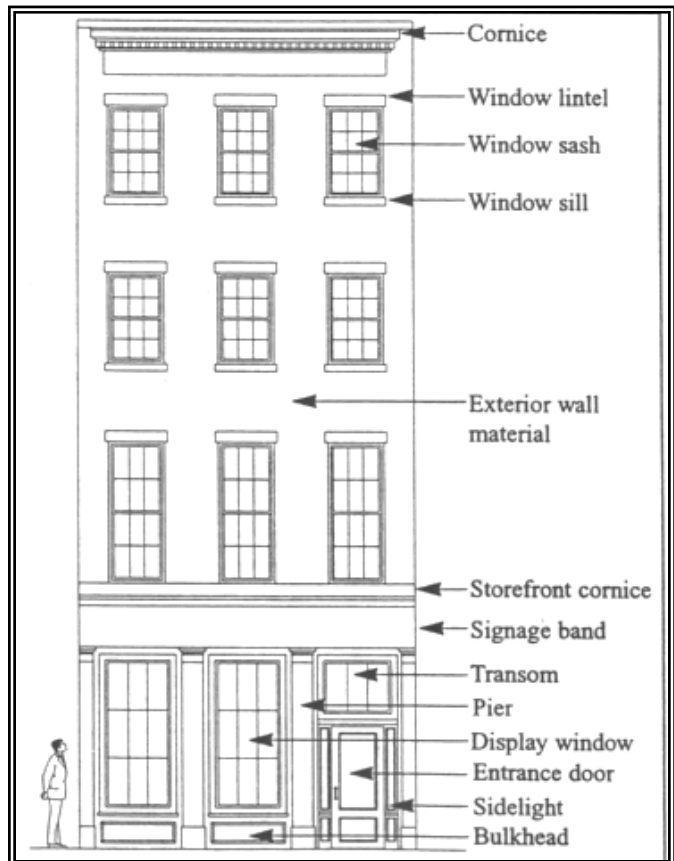 Cornice
Window lintel
Window sash
Window sill
Exterior wall
material
Storefront cornice
Signage band
Transom
Pier
Display window
Entrance door
Sidelight
Bulkhead